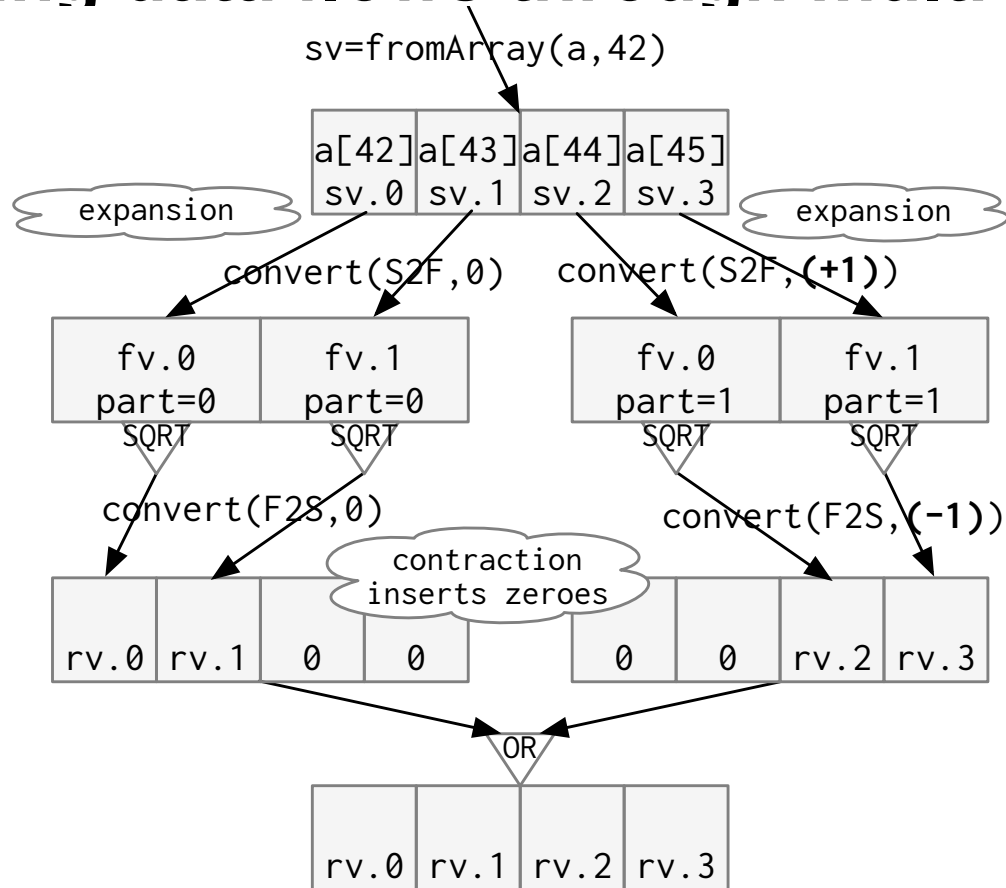 sv=fromArray(a,42)
a[42] a[43] a[44] a[45]
sv.0 sv.1 sv.2 sv.3
expansion
expansion
convert(S2F,0)
convert(S2F,(+1))
fv.0 fv.1 fv.0 fv.1
part=0 part=0 part=1 part=1
SQRT SQRT SQRT SQRT
convert(F2S,0)
convert(F2S,(-1))
contraction
inserts zeroes
rv.0 rv.1 0 0 0 0 rv.2 rv.3
OR
rv.0 rv.1 rv.2 rv.3